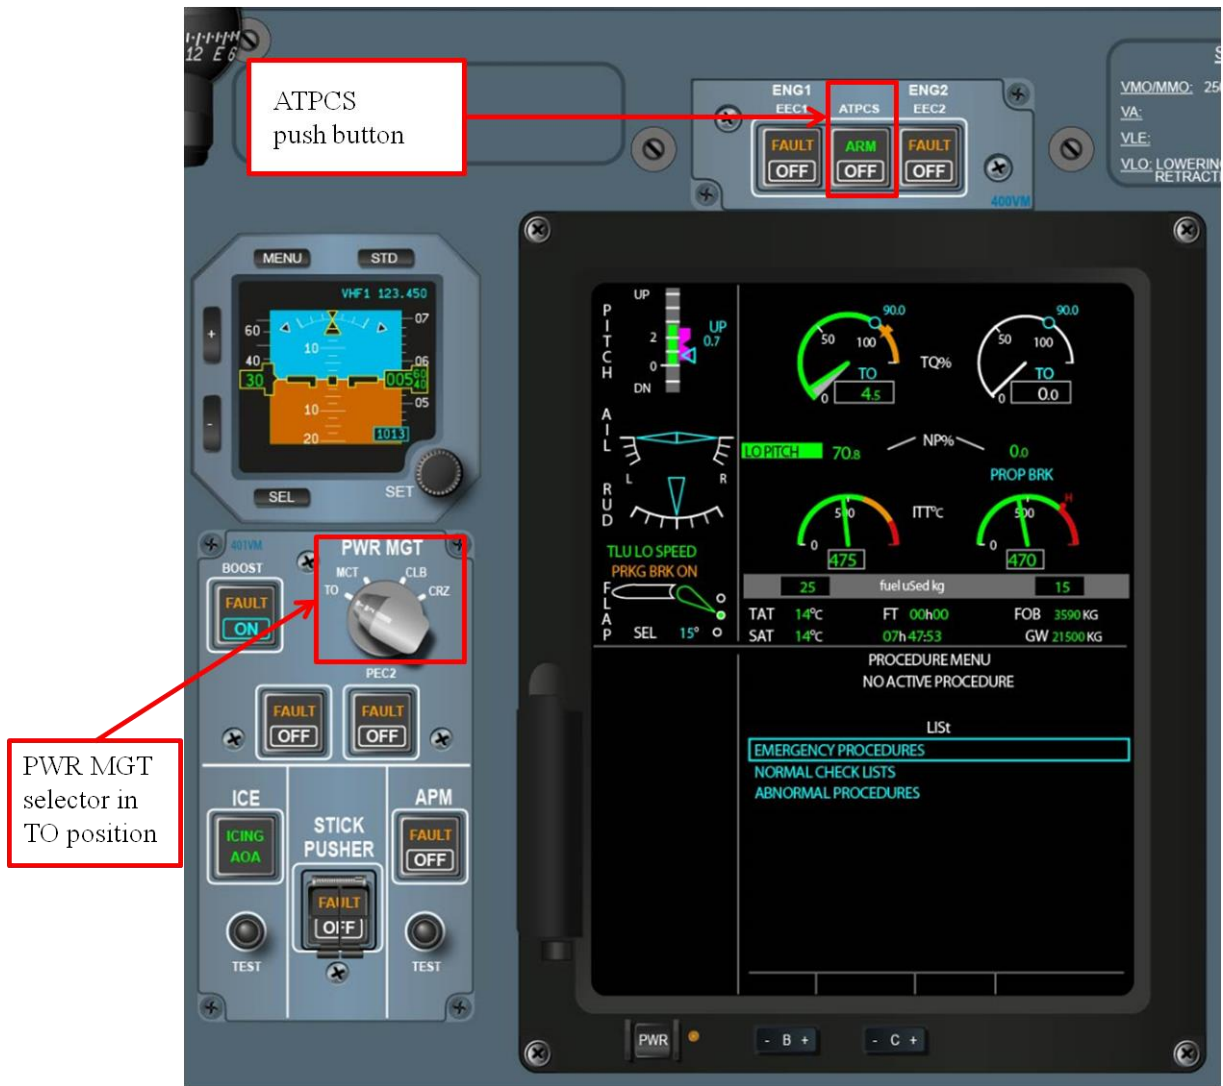 12 E 6
ATPCS
push button
ENG1
ENG2
EEC1
ATPCS
EEC2
FAULT
OFF
ARM
OFF
FAULT
OFF
400VM
VMO/MMO:
VA:
VLE:
VLO: LOWERING
MENU
STD
VHF1 123.450
60
40
30
10
10
20
07
06
005
60
40
05
1013
+
-
SEL
SET
401VM
PWR MGT
BOOST
FAULT
ON
TO
MCT
CLB
CRZ
PEC2
FAULT
OFF
FAULT
OFF
PWR MGT
selector in
TO position
ICE
ICING
AOA
TEST
STICK
PUSHER
FAULT
OFF
APM
FAULT
OFF
TEST
PITCH
UP
2
0
DN
UP
0.7
AIL
L
R
RUD
TLU LO SPEED
PRKG BRK ON
FLAP
SEL 15°
90.0
50 100
TO
0 4.5
TQ%
90.0
50 100
TO
0 0.0
LO PITCH 70.8
NP%
0.0
PROP BRK
500
0
475
ITT°C
H
500
0
470
25 fuel uSed kg 15
TAT 14°C FT 00h00 FOB 3590 KG
SAT 14°C 07h 47:53 GW 21500 KG
PROCEDURE MENU
NO ACTIVE PROCEDURE
LISt
EMERGENCY PROCEDURES
NORMAL CHECK LISTS
ABNORMAL PROCEDURES
PWR
- B +
- C +